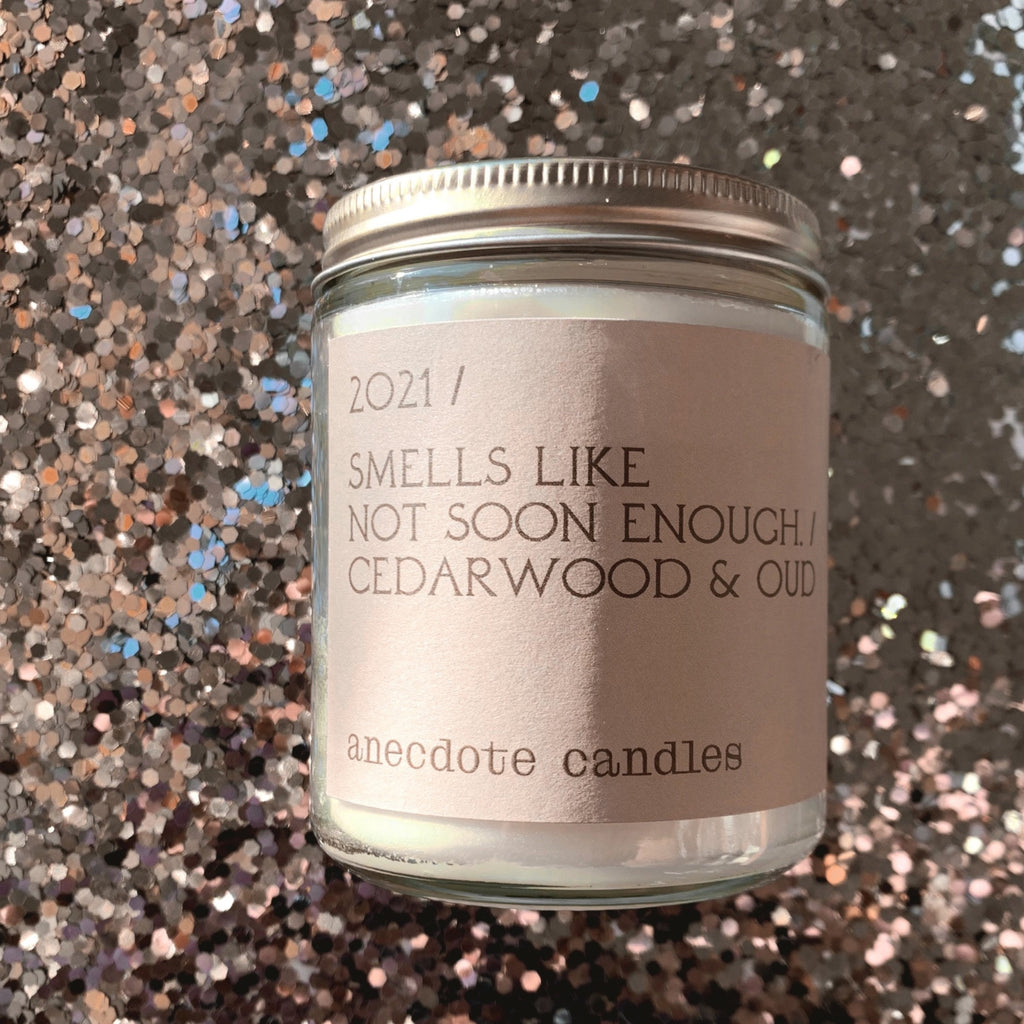 2021 /
SMELLS LIKE
NOT SOON ENOUGH. /
CEDARWOOD & OUD
anecdote candles